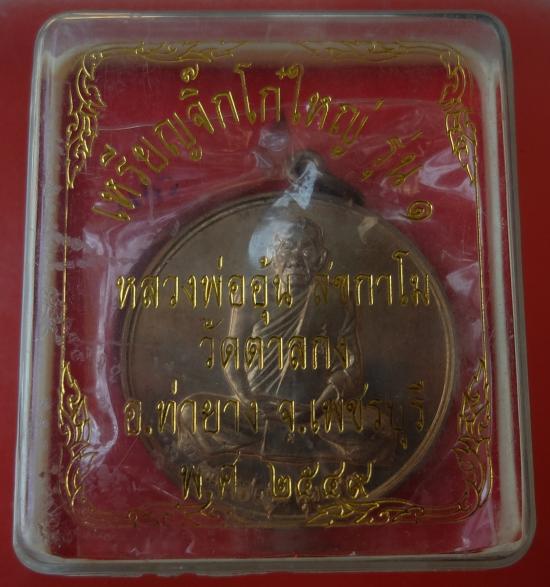 เหรียญจิ๊กโก๋ใหญ่ รุ่น ๑
หลวงพ่ออุ้น สุขกาโม
วัดตาลกง
อ.ท่ายาง จ.เพชรบุรี
พ.ศ. ๒๕๔๙